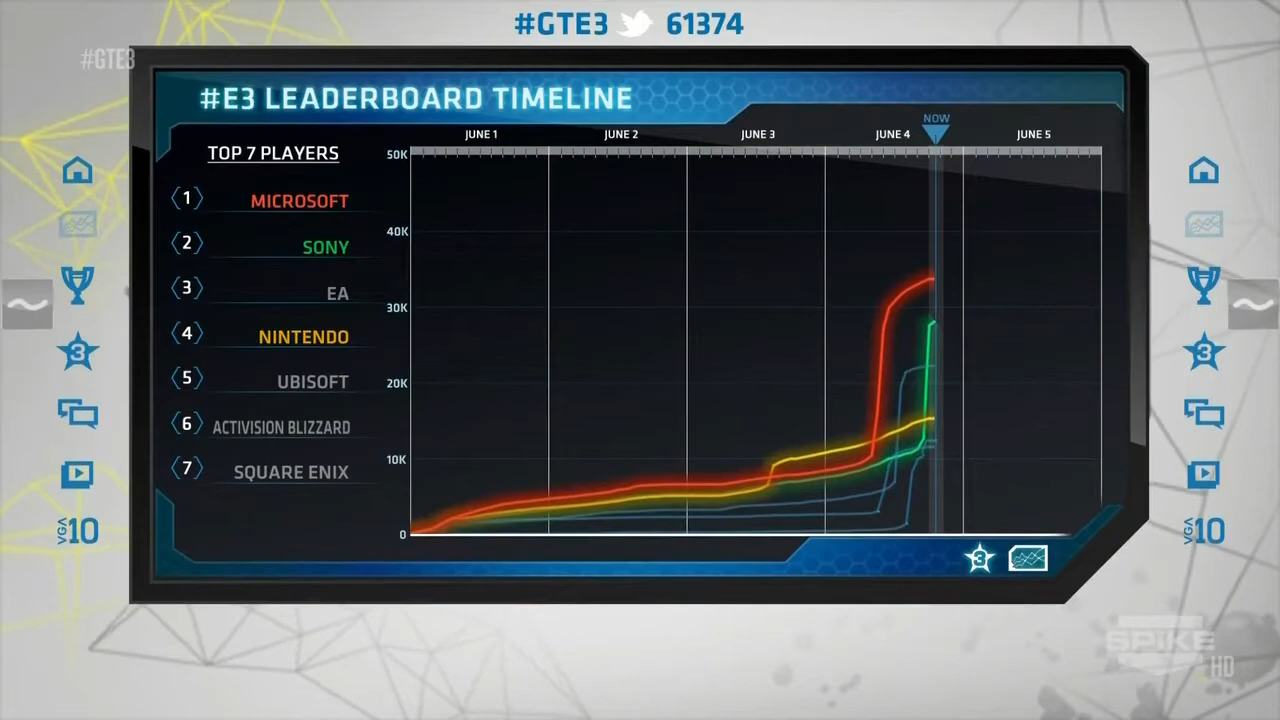 #GTE3 61374
#GTE3
#E3 LEADERBOARD TIMELINE
NOW
JUNE 1 JUNE 2 JUNE 3 JUNE 4 JUNE 5
TOP 7 PLAYERS
1 MICROSOFT
2 SONY
3 EA
4 NINTENDO
5 UBISOFT
6 ACTIVISION BLIZZARD
7 SQUARE ENIX
50K
40K
30K
20K
10K
0
3
3
3
VGA 10
VGA 10
SPIKE
HD